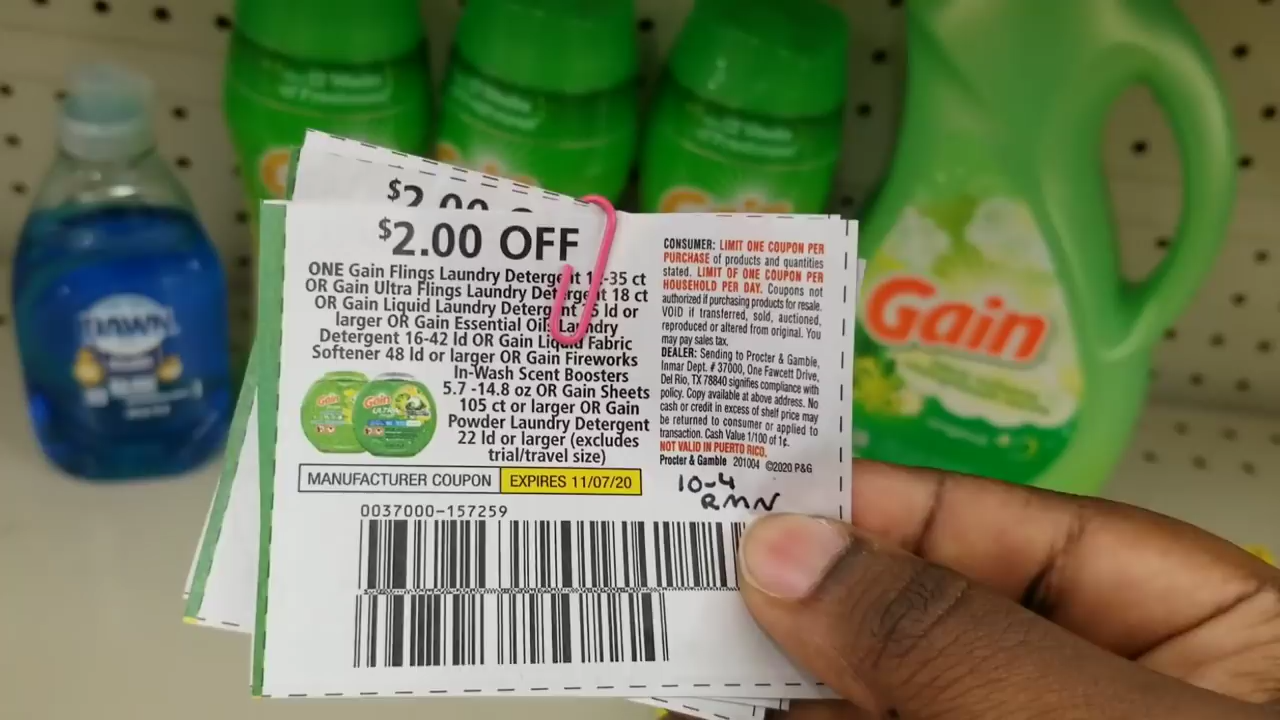 $2.00 O
$2.00 OFF
ONE Gain Flings Laundry Detergent -35 ct
OR Gain Ultra Flings Laundry Detergent 18 ct
OR Gain Liquid Laundry Detergent ld or
larger OR Gain Essential Oils Laundry
Detergent 16-42 ld OR Gain Liquid Fabric
Softener 48 ld or larger OR Gain Fireworks
In-Wash Scent Boosters
5.7 -14.8 oz OR Gain Sheets
105 ct or larger OR Gain
Powder Laundry Detergent
22 ld or larger (excludes
trial/travel size)
MANUFACTURER COUPON EXPIRES 11/07/20
0037000-157259
CONSUMER: LIMIT ONE COUPON PER
PURCHASE of products and quantities
stated. LIMIT OF ONE COUPON PER
HOUSEHOLD PER DAY. Coupons not
authorized if purchasing products for resale.
VOID if transferred, sold, auctioned,
reproduced or altered from original. You
may pay sales tax.
DEALER: Sending to Procter & Gamble,
Inmar Dept. # 37000, One Fawcett Drive,
Del Rio, TX 78840 signifies compliance with
policy. Copy available at above address. No
cash or credit in excess of shelf price may
be returned to consumer or applied to
transaction. Cash Value 1/100 of 1¢.
NOT VALID IN PUERTO RICO.
Procter & Gamble 201004 ©2020 P&G
10-4
RMN
Gain
Gain
ULTRA
DAWN
Gain
Gain